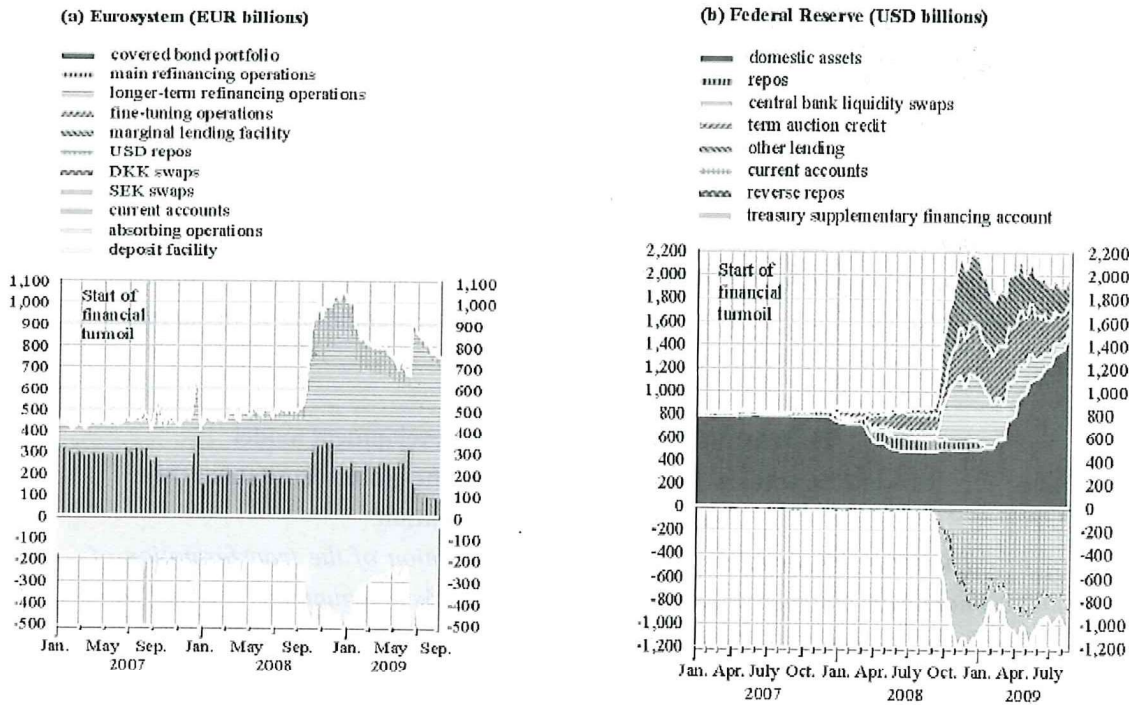 (a) Eurosystem (EUR billions)
covered bond portfolio
main refinancing operations
longer-term refinancing operations
fine-tuning operations
marginal lending facility
USD repos
DKK swaps
SEK swaps
current accounts
absorbing operations
deposit facility
1,100
1,000
900
800
700
600
500
400
300
200
100
0
-100
-200
-300
-400
-500
Start of
financial
turmoil
1,100
1,000
900
800
700
600
500
400
300
200
100
0
-100
-200
-300
-400
-500
Jan. May Sep. Jan. May Sep. Jan. May Sep.
2007 2008 2009
(b) Federal Reserve (USD billions)
domestic assets
repos
central bank liquidity swaps
term auction credit
other lending
current accounts
reverse repos
treasury supplementary financing account
2,200
2,000
1,800
1,600
1,400
1,200
1,000
800
600
400
200
0
-200
-400
-600
-800
-1,000
-1,200
Start of
financial
turmoil
2,200
2,000
1,800
1,600
1,400
1,200
1,000
800
600
400
200
0
-200
-400
-600
-800
-1,000
-1,200
Jan. Apr. July Oct. Jan. Apr. July Oct. Jan. Apr. July
2007 2008 2009